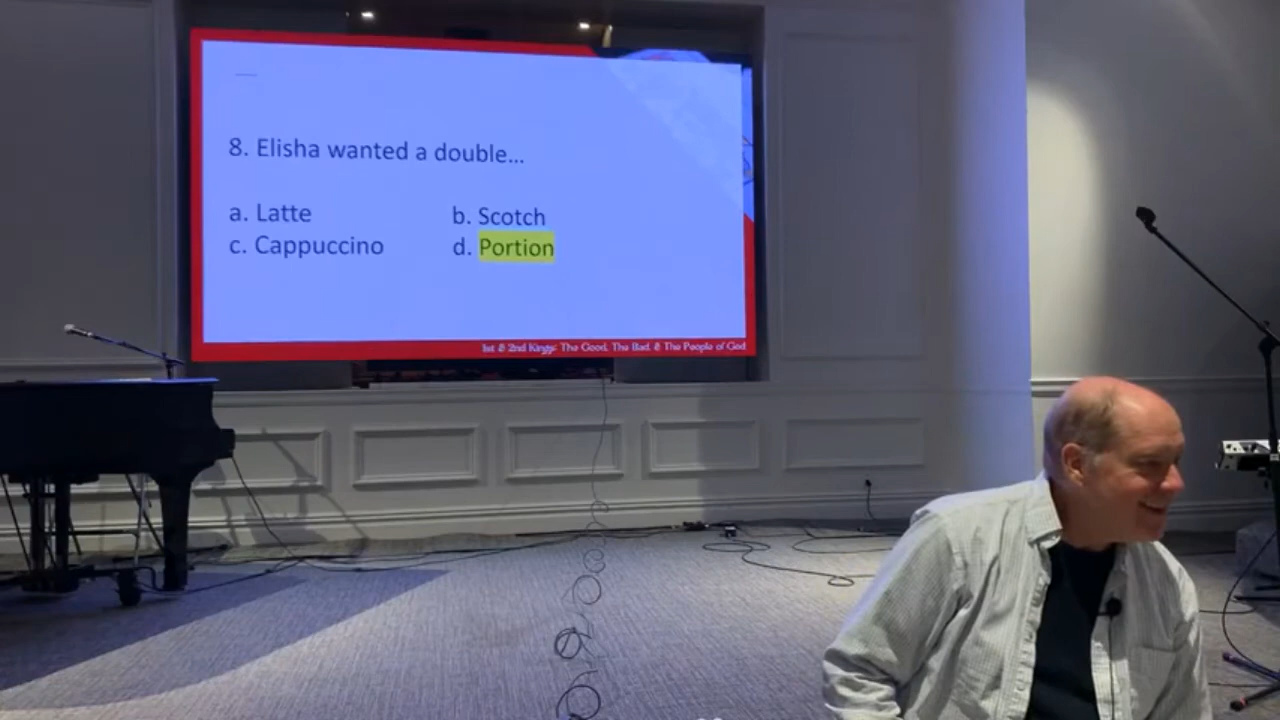 8. Elisha wanted a double...
a. Latte
b. Scotch
c. Cappuccino
d. Portion
1st & 2nd Kings: The Good, The Bad, & The People of God